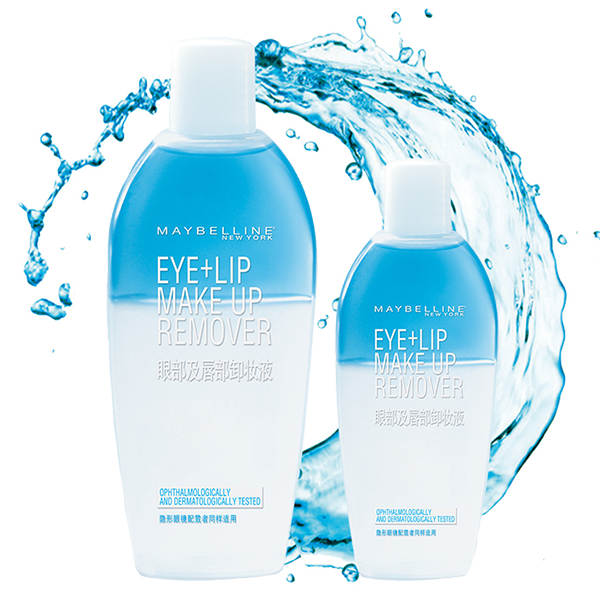 MAYBELLINE
NEW YORK
EYE+LIP
MAKE UP
REMOVER
眼部及唇部卸妆液
OPHTHALMOLOGICALLY
AND DERMATOLOGICALLY TESTED
隐形眼镜配戴者同样适用
MAYBELLINE
NEW YORK
EYE+LIP
MAKE UP
REMOVER
眼部及唇部卸妆液
OPHTHALMOLOGICALLY
AND DERMATOLOGICALLY TESTED
隐形眼镜配戴者同样适用